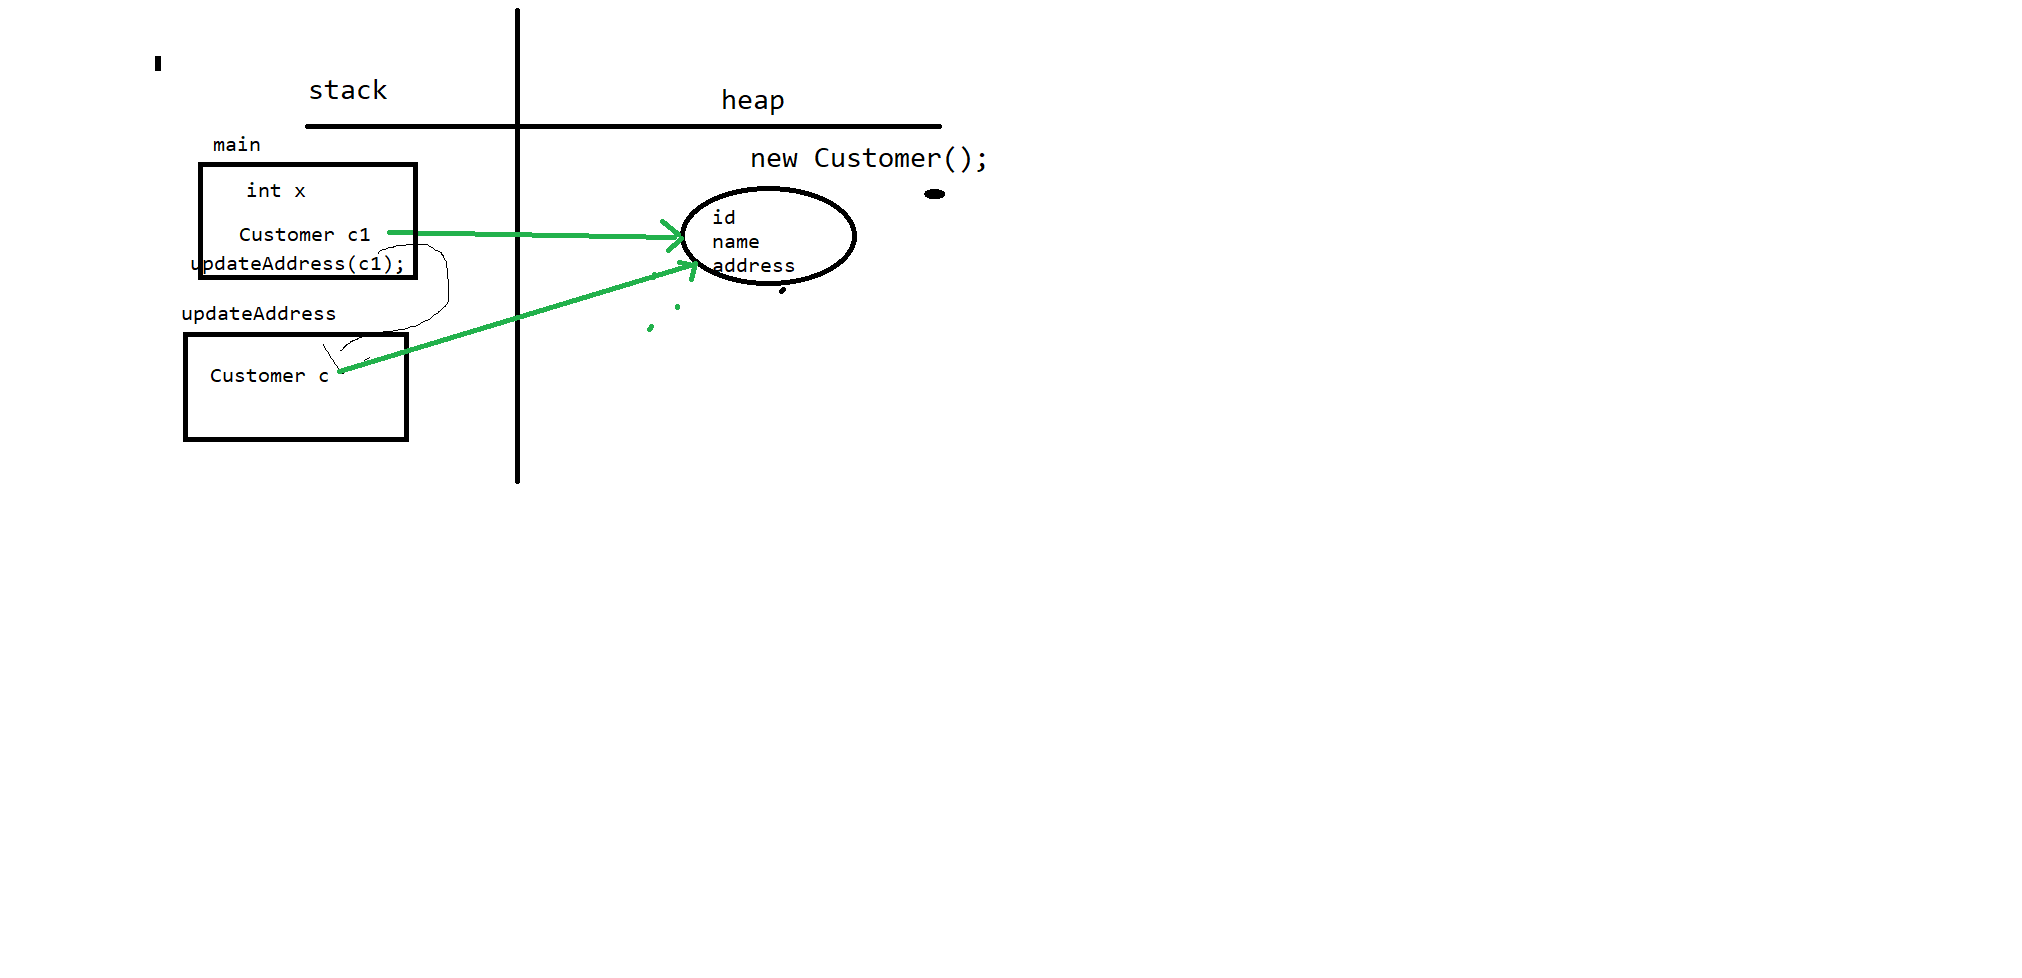 stack
heap
main
new Customer();
int x
id
Customer c1
name
updateAddress(c1);
address
updateAddress
Customer c